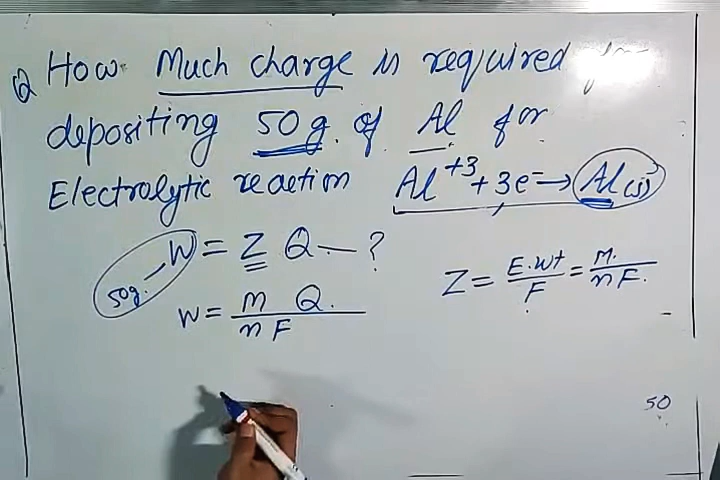 Q How Much charge is required
depositing 50g. of Al for
Electrolytic reaction Al+3 + 3e- → Al(s)
50g. W = Z Q — ?
Z = E.wt / F = M. / nF.
W = M Q. / n F
50